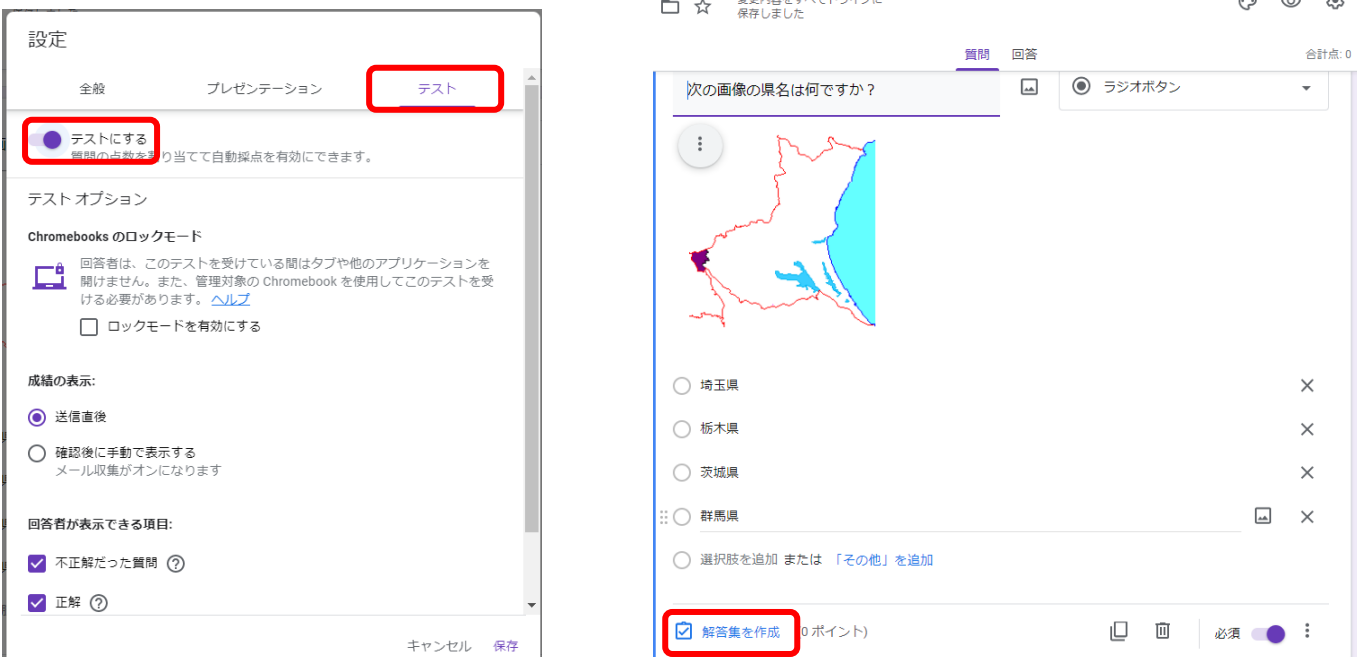 設定
全般
プレゼンテーション
テスト
テストにする
質問の点数を割り当てて自動採点を有効にできます。
テスト オプション
Chromebooks のロックモード
回答者は、このテストを受けている間はタブや他のアプリケーションを
開けません。また、管理対象の Chromebook を使用してこのテストを受
ける必要があります。 ヘルプ
ロックモードを有効にする
成績の表示:
送信直後
確認後に手動で表示する
メール収集がオンになります
回答者が表示できる項目:
不正解だった質問
正解
キャンセル
保存
変更内容をすべてドライブに
保存しました
質問
回答
合計点: 0
次の画像の県名は何ですか？
ラジオボタン
埼玉県
栃木県
茨城県
群馬県
選択肢を追加 または 「その他」を追加
解答集を作成
0 ポイント)
必須